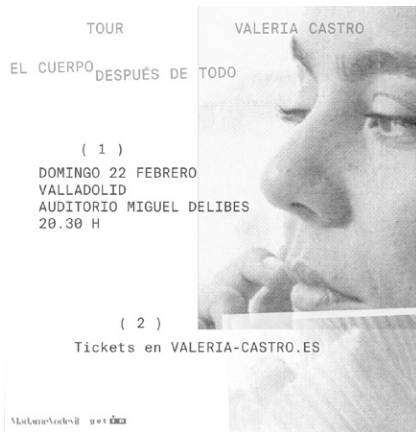 TOUR
VALERIA CASTRO
EL CUERPO DESPUÉS DE TODO
( 1 )
DOMINGO 22 FEBRERO
VALLADOLID
AUDITORIO MIGUEL DELIBES
20.30 H
( 2 )
Tickets en VALERIA-CASTRO.ES
MadameVodevil get in